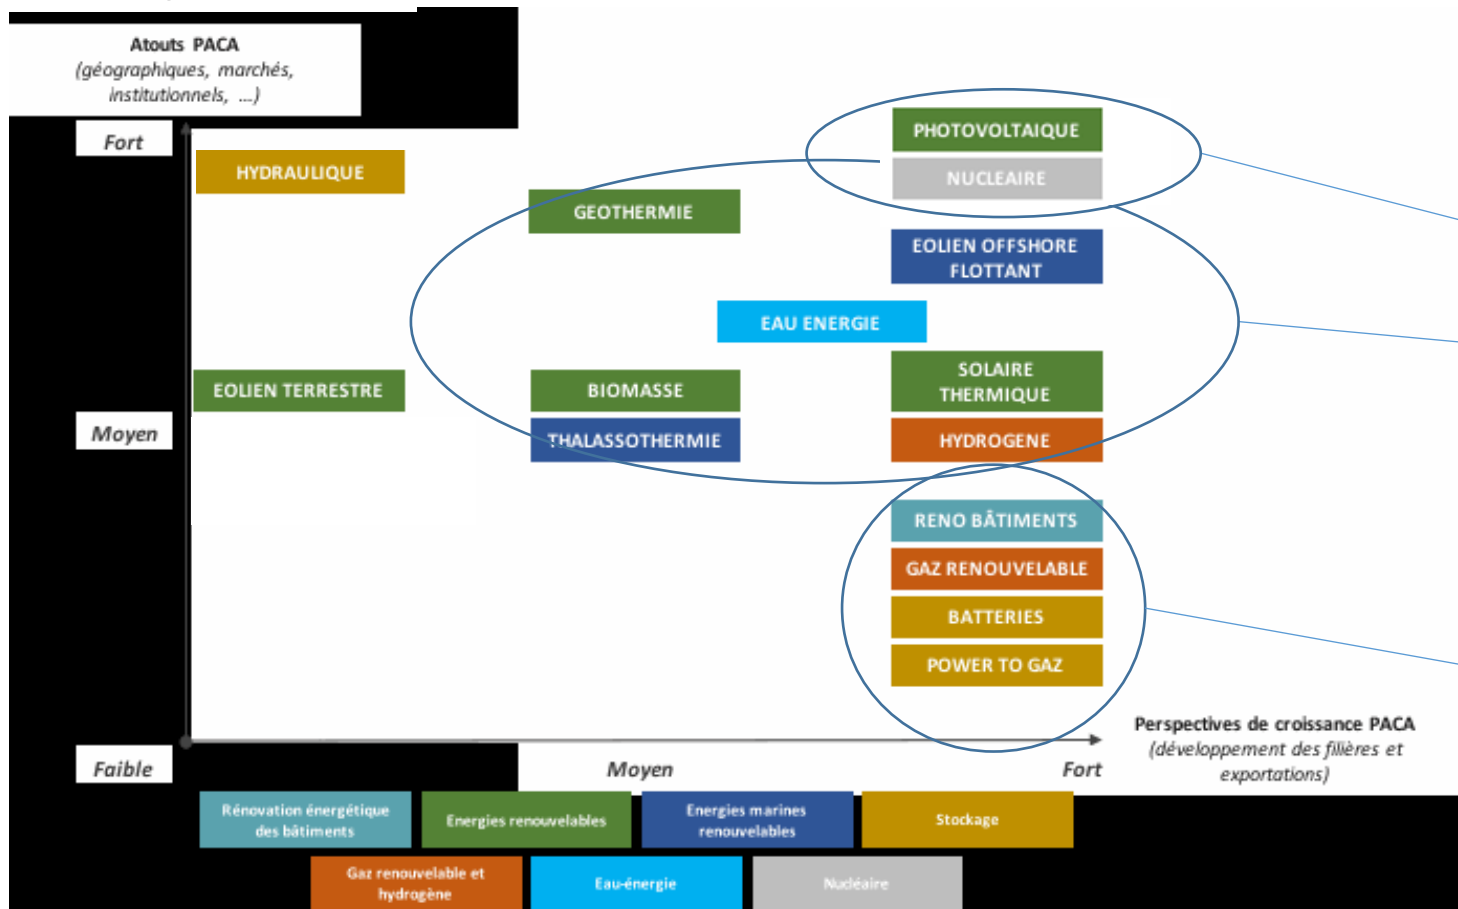 Atouts PACA
(géographiques, marchés,
institutionnels, ...)
Fort
PHOTOVOLTAIQUE
HYDRAULIQUE
NUCLEAIRE
GEOTHERMIE
EOLIEN OFFSHORE
FLOTTANT
EAU ENERGIE
SOLAIRE
THERMIQUE
EOLIEN TERRESTRE
BIOMASSE
Moyen
THALASSOTHERMIE
HYDROGENE
RENO BÂTIMENTS
GAZ RENOUVELABLE
BATTERIES
POWER TO GAZ
Perspectives de croissance PACA
(développement des filières et
exportations)
Faible
Moyen
Fort
Rénovation énergétique
des bâtiments
Energies renouvelables
Energies marines
renouvelables
Stockage
Gaz renouvelable et
hydrogène
Eau-énergie
Nucléaire